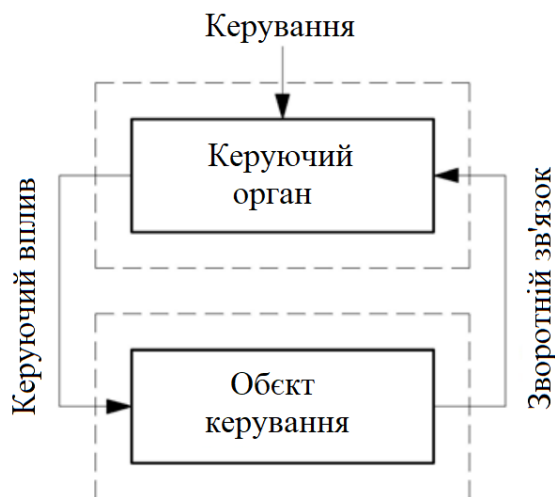 Керування
Керуючий
орган
Керуючий вплив
Зворотній зв'язок
Обєкт
керування